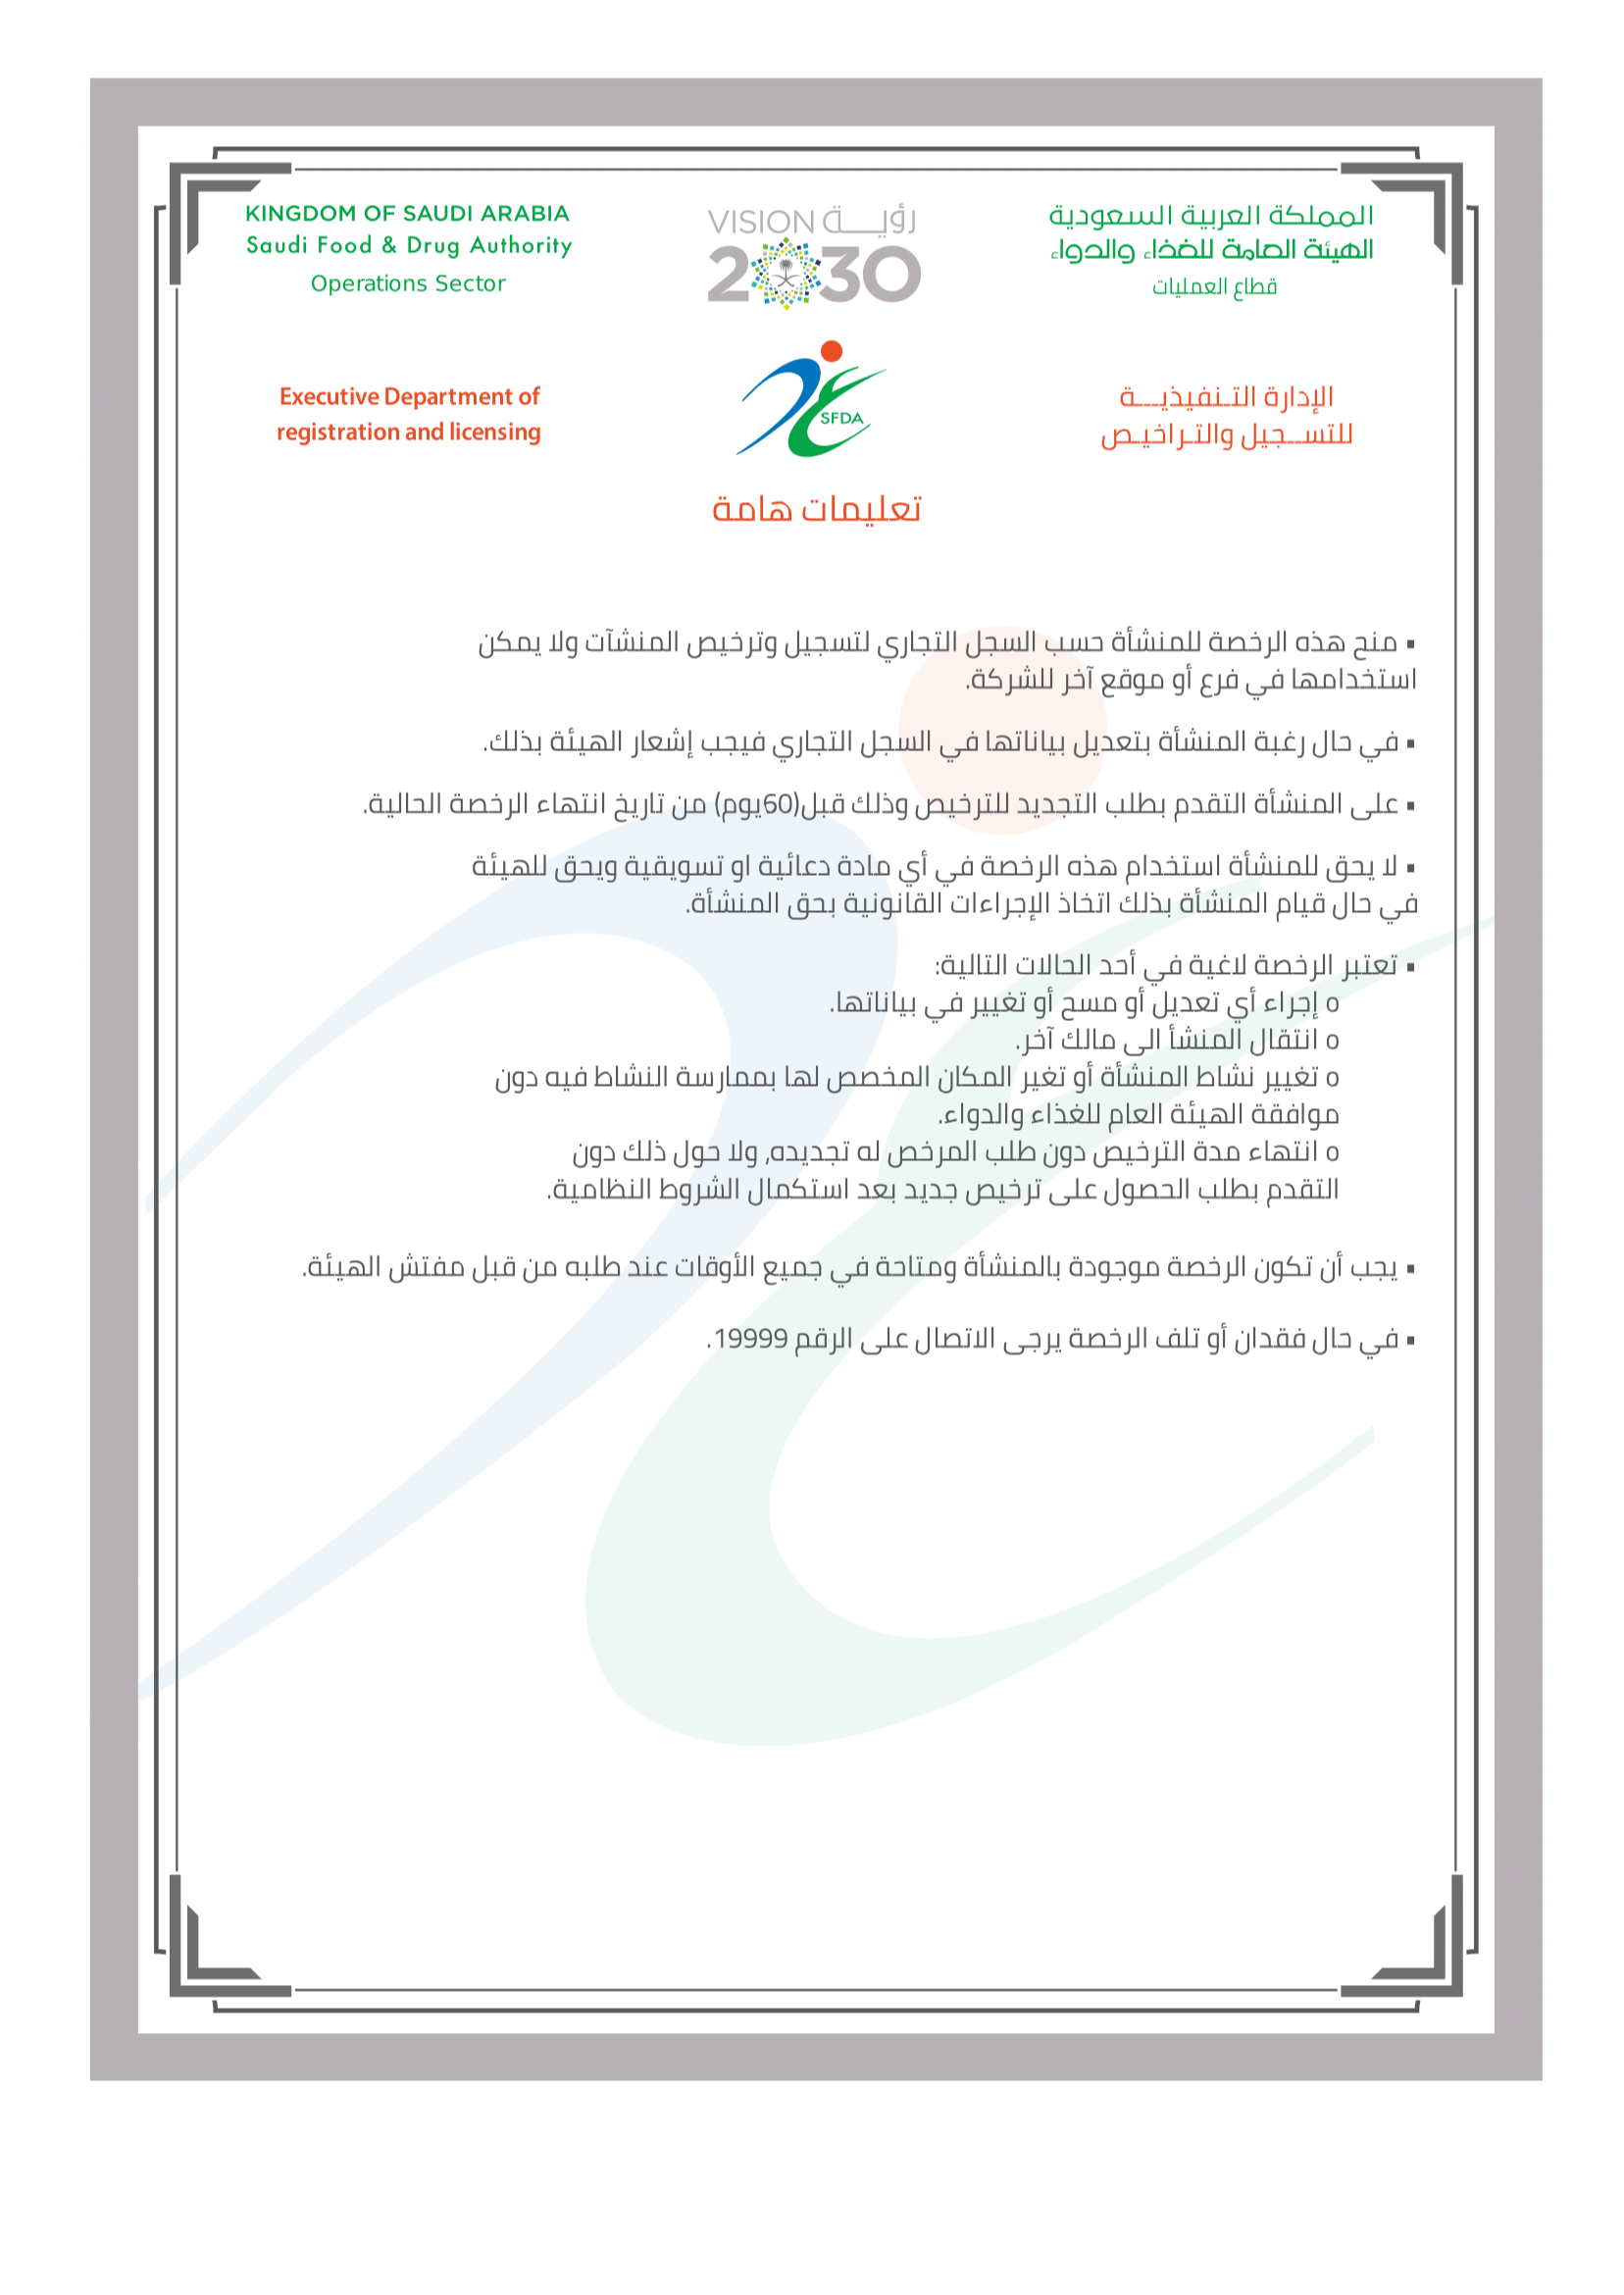 KINGDOM OF SAUDI ARABIA
Saudi Food & Drug Authority
Operations Sector
VISION رؤيــة
2030
المملكة العربية السعودية
الهيئة العامة للغذاء والدواء
قطاع العمليات
Executive Department of
registration and licensing
SFDA
الإدارة التـنفيذيـــة
للتســـجيل والتـراخيـص
تعليمات هامة
▪ منح هذه الرخصة للمنشأة حسب السجل التجاري لتسجيل وترخيص المنشآت ولا يمكن
استخدامها في فرع أو موقع آخر للشركة.
▪ في حال رغبة المنشأة بتعديل بياناتها في السجل التجاري فيجب إشعار الهيئة بذلك.
▪ على المنشأة التقدم بطلب التجديد للترخيص وذلك قبل(60يوم) من تاريخ انتهاء الرخصة الحالية.
▪ لا يحق للمنشأة استخدام هذه الرخصة في أي مادة دعائية او تسويقية ويحق للهيئة
في حال قيام المنشأة بذلك اتخاذ الإجراءات القانونية بحق المنشأة.
▪ تعتبر الرخصة لاغية في أحد الحالات التالية:
o إجراء أي تعديل أو مسح أو تغيير في بياناتها.
o انتقال المنشأ الى مالك آخر.
o تغيير نشاط المنشأة أو تغير المكان المخصص لها بممارسة النشاط فيه دون
موافقة الهيئة العام للغذاء والدواء.
o انتهاء مدة الترخيص دون طلب المرخص له تجديده, ولا حول ذلك دون
التقدم بطلب الحصول على ترخيص جديد بعد استكمال الشروط النظامية.
▪ يجب أن تكون الرخصة موجودة بالمنشأة ومتاحة في جميع الأوقات عند طلبه من قبل مفتش الهيئة.
▪ في حال فقدان أو تلف الرخصة يرجى الاتصال على الرقم 19999.